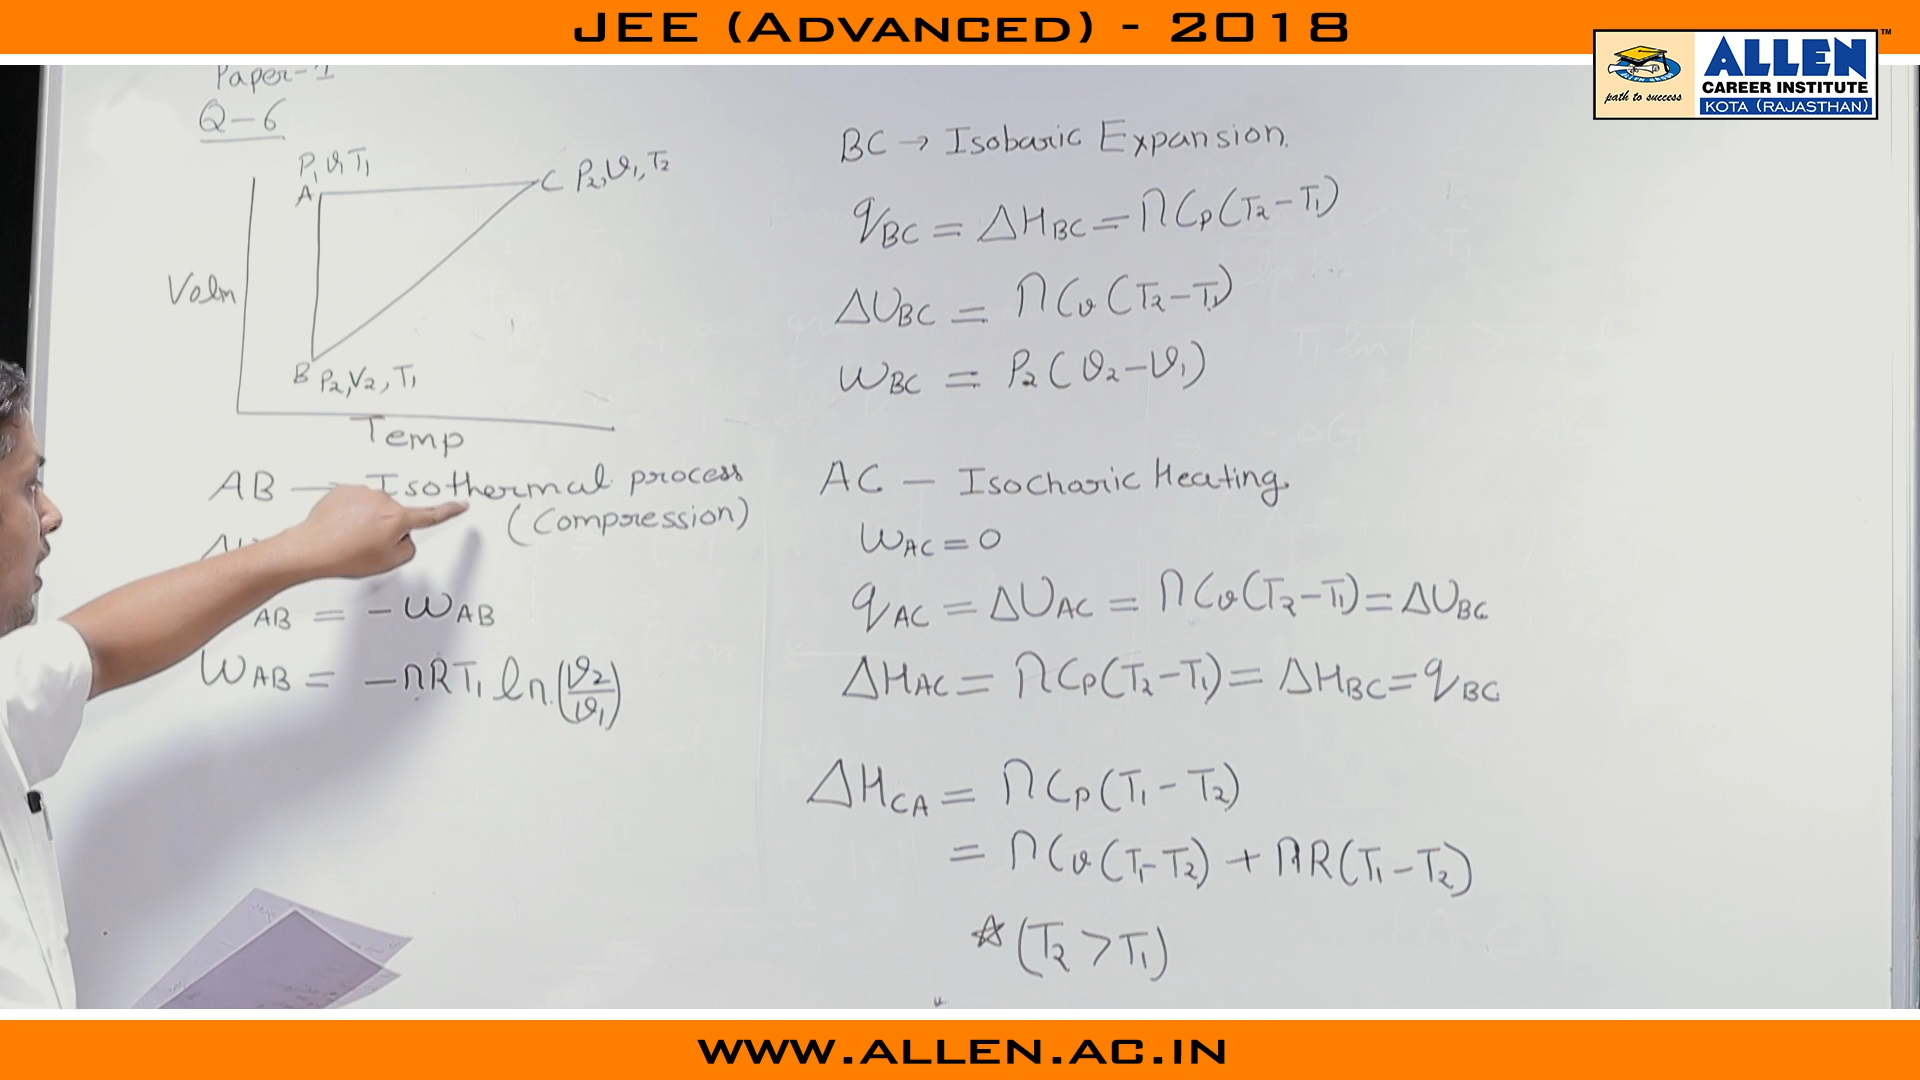 JEE (ADVANCED) - 2018
ALLEN
CAREER INSTITUTE
KOTA (RAJASTHAN)
path to success
TM
Paper-1
Q-6
P1 V1 T1
A
C P2, V1, T2
Volm
B P2, V2, T1
Temp
AB — Isothermal process
(Compression)
AB = -WAB
WAB = -nRT1 ln (V2/V1)
BC → Isobaric Expansion.
qBC = ΔHBC = nCp(T2-T1)
ΔUBC = nCv(T2-T1)
WBC = P2(V2-V1)
AC - Isocharic Heating.
WAC = 0
qAC = ΔUAC = nCv(T2-T1) = ΔUBC
ΔHAC = nCp(T2-T1) = ΔHBC = qBC
ΔHCA = nCp(T1-T2)
= nCv(T1-T2) + nR(T1-T2)
☆ (T2 > T1)
WWW.ALLEN.AC.IN